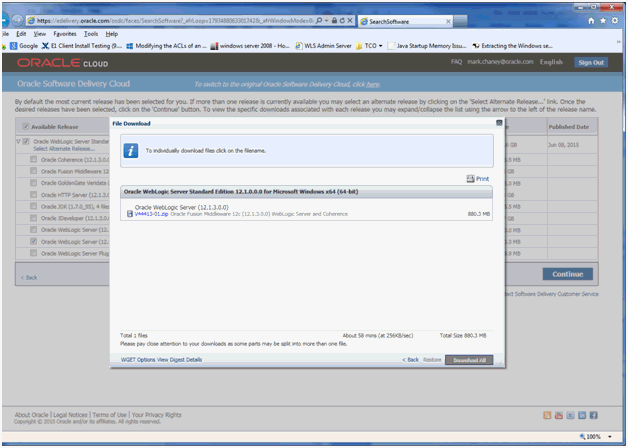 https://edelivery.oracle.com/osdc/faces/SearchSoftware?
SearchSoftware
File Edit View Favorites Tools Help
Google
E1 Client Install Testing
Modifying the ACLs of an ...
windows server 2008 - Ho...
WLS Admin Server
TCO
Java Startup Memory Issu...
Extracting the Windows se...
ORACLE CLOUD
FAQ mark.chaney@oracle.com English Sign Out
Oracle Software Delivery Cloud To switch to the original Oracle Software Delivery Cloud, click here.
By default the most current release has been selected for you. If more than one release is currently available you may select an alternate release by clicking on the 'Select Alternate Release...' link. Once the
desired releases have been selected, click on the 'Continue' button. To view the specific downloads associated with each release you may expand/collapse the list using the arrow to the left of the release name.
Available Release
Published Date
Oracle WebLogic Server Standar
Jun 08, 2015
Select Alternate Release...
Oracle Coherence (12.1.3.0.0
Oracle Fusion Middleware 12
Oracle GoldenGate Veridata (
Oracle HTTP Server (12.1.3.0
Oracle JDK (1.7.0_55), 4 files
Oracle JDeveloper (12.1.3.0.0
Oracle WebLogic Server (12.
Oracle WebLogic Server (12.
Oracle WebLogic Server Plug
< Back
Continue
Software Delivery Customer Service
File Download
To individually download files click on the filename.
Print
Oracle WebLogic Server Standard Edition 12.1.0.0.0 for Microsoft Windows x64 (64-bit)
Oracle WebLogic Server (12.1.3.0.0)
V44413-01.zip Oracle Fusion Middleware 12c (12.1.3.0.0) WebLogic Server and Coherence 880.3 MB
Total 1 files About 58 mins (at 256KB/sec) Total Size 880.3 MB
Please pay close attention to your downloads as some parts may be split into more than one file.
WGET Options View Digest Details < Back Restore Download All
About Oracle | Legal Notices | Terms of Use | Your Privacy Rights
Copyright © 2015 Oracle and/or its affiliates. All rights reserved.
100%